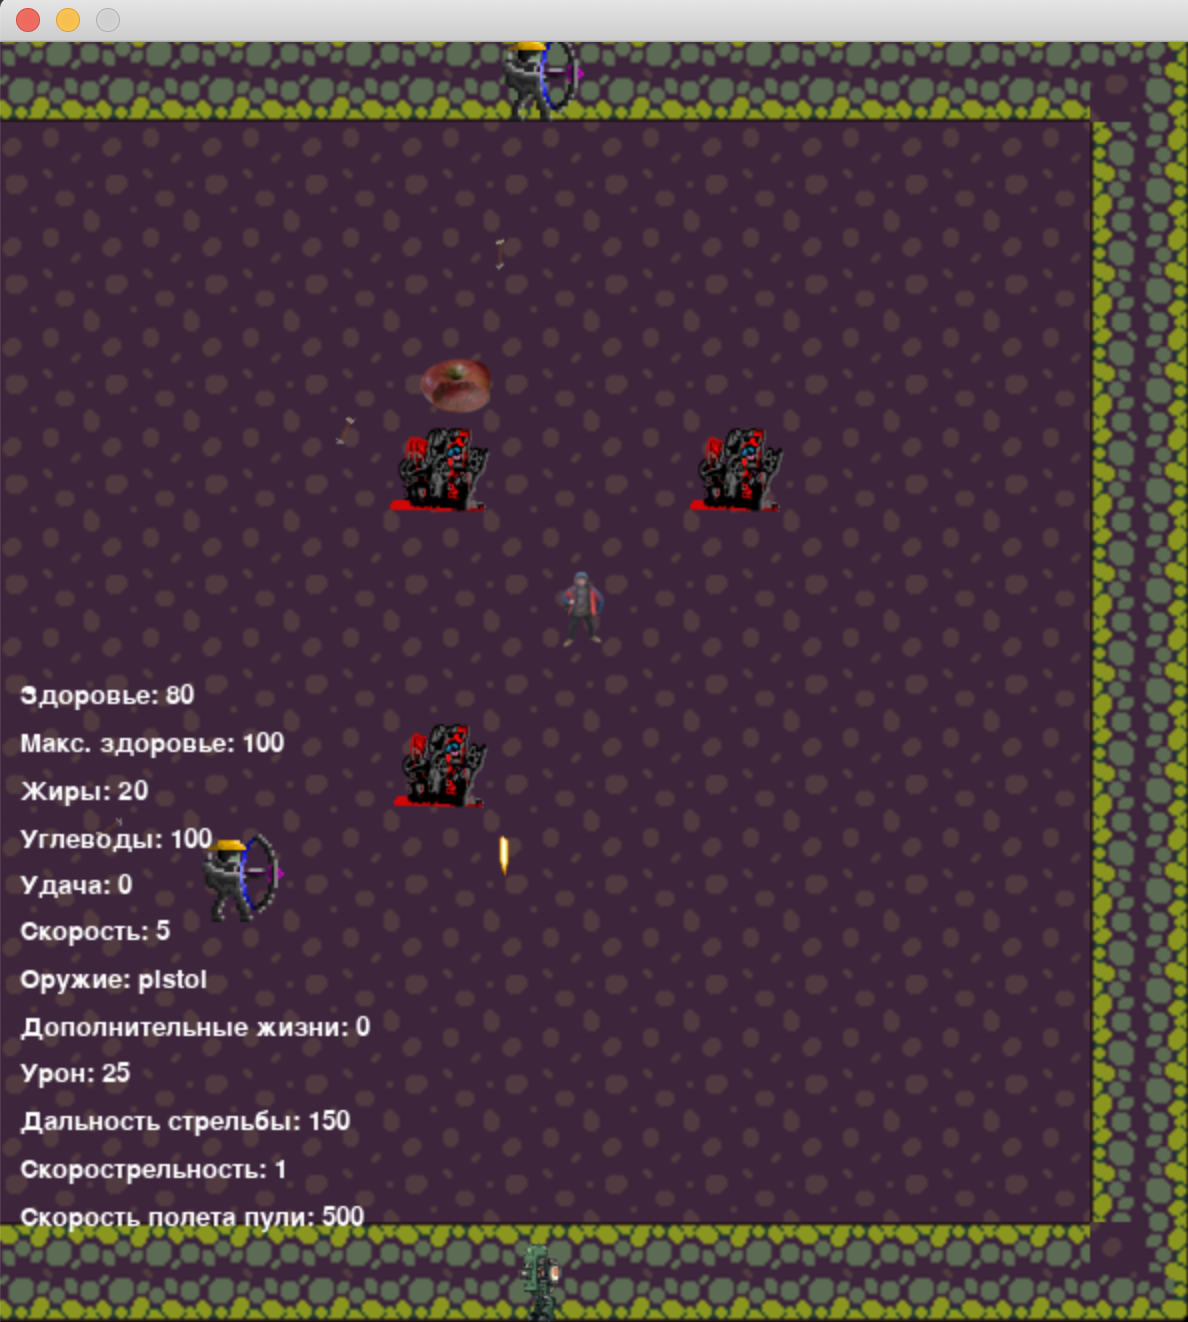 Здоровье: 80
Макс. здоровье: 100
Жиры: 20
Углеводы: 100
Удача: 0
Скорость: 5
Оружие: pistol
Дополнительные жизни: 0
Урон: 25
Дальность стрельбы: 150
Скорострельность: 1
Скорость полета пули: 500